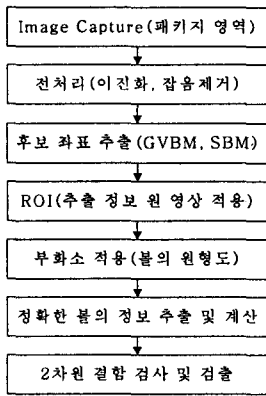 Image Capture(패키지 영역)
전처리(이진화, 잡음제거)
후보 좌표 추출(GVBM, SBM)
ROI(추출 정보 원 영상 적용)
부화소 적용(볼의 원형도)
정확한 볼의 정보 추출 및 계산
2차원 결함 검사 및 검출